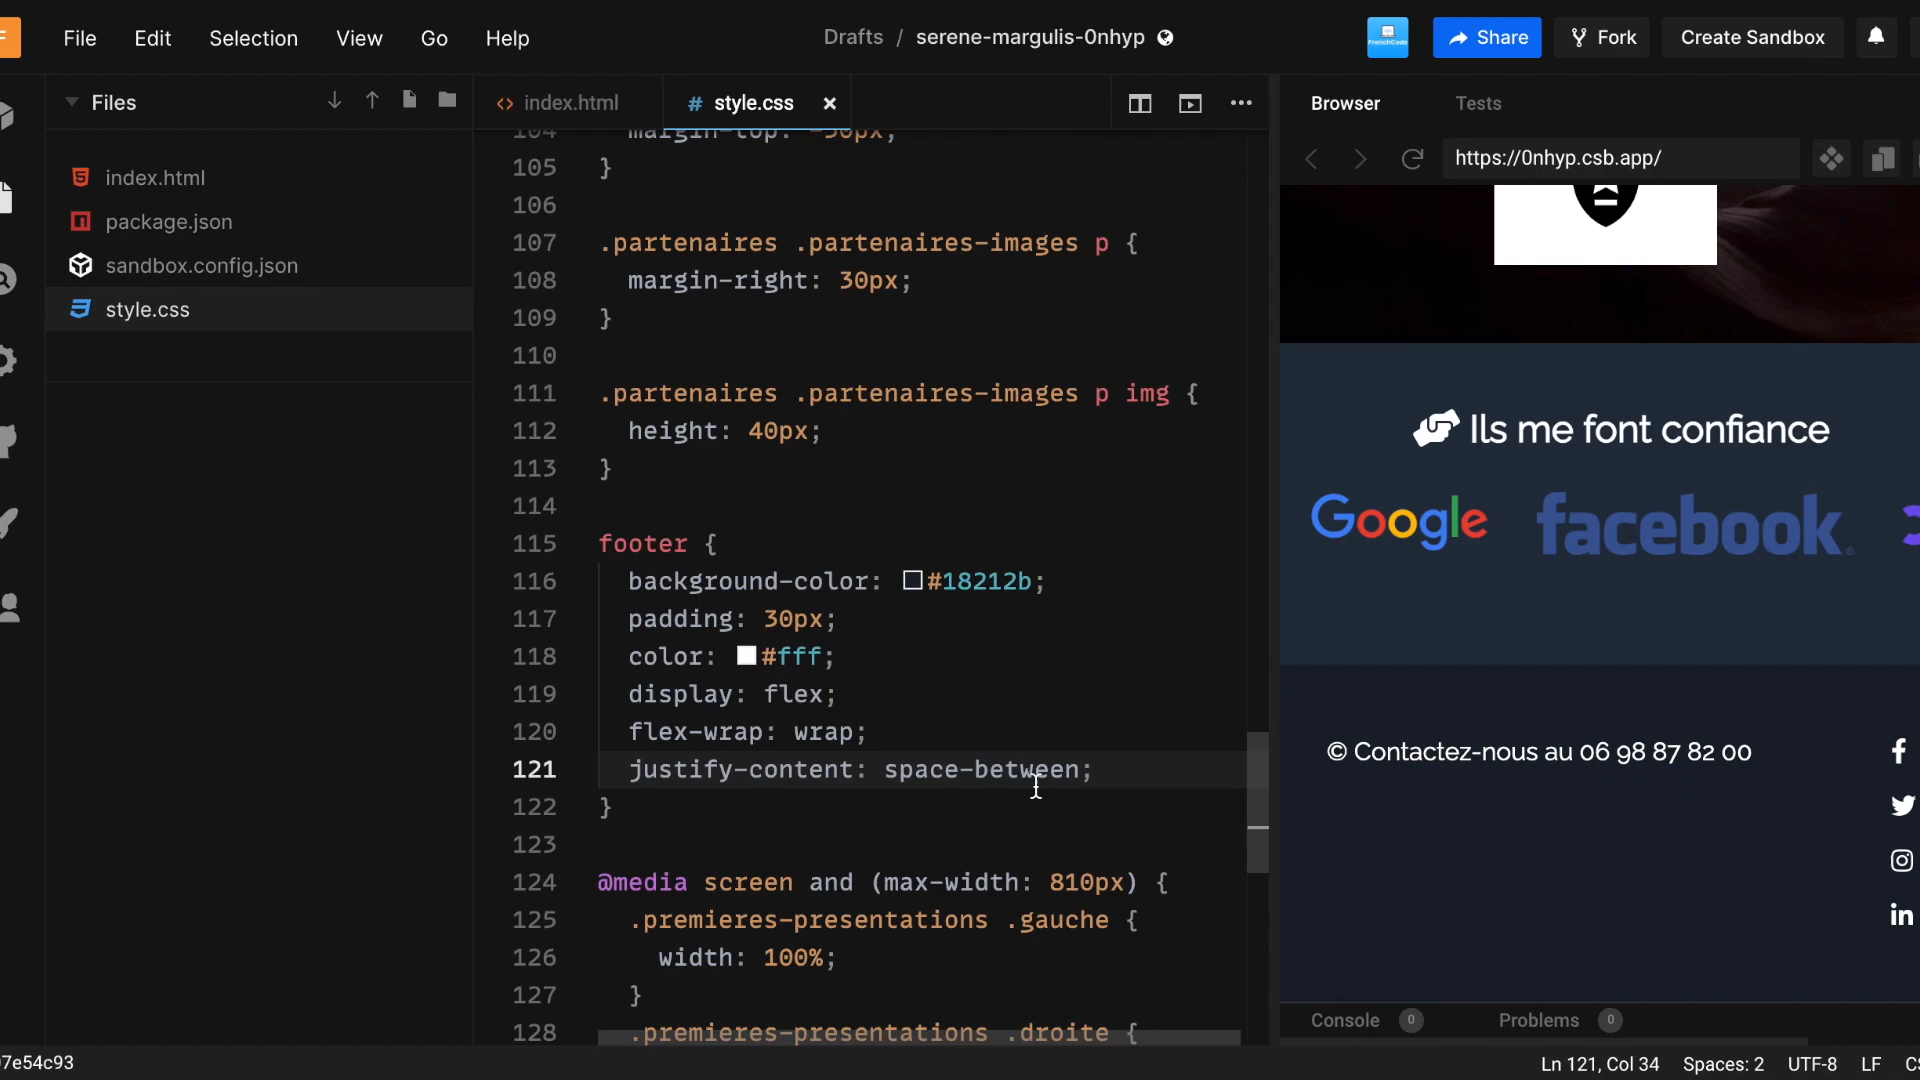 File Edit Selection View Go Help
Drafts / serene-margulis-0nhyp
FrenchCode
Share
Fork
Create Sandbox
Files
index.html
package.json
sandbox.config.json
style.css
<> index.html
# style.css
105 }
106
107 .partenaires .partenaires-images p {
108 margin-right: 30px;
109 }
110
111 .partenaires .partenaires-images p img {
112 height: 40px;
113 }
114
115 footer {
116 background-color: #18212b;
117 padding: 30px;
118 color: #fff;
119 display: flex;
120 flex-wrap: wrap;
121 justify-content: space-between;
122 }
123
124 @media screen and (max-width: 810px) {
125 .premieres-presentations .gauche {
126 width: 100%;
127 }
128 .premieres-presentations .droite {
Browser Tests
https://0nhyp.csb.app/
Ils me font confiance
Google facebook.
© Contactez-nous au 06 98 87 82 00
Console 0 Problems 0
7e54c93
Ln 121, Col 34 Spaces: 2 UTF-8 LF